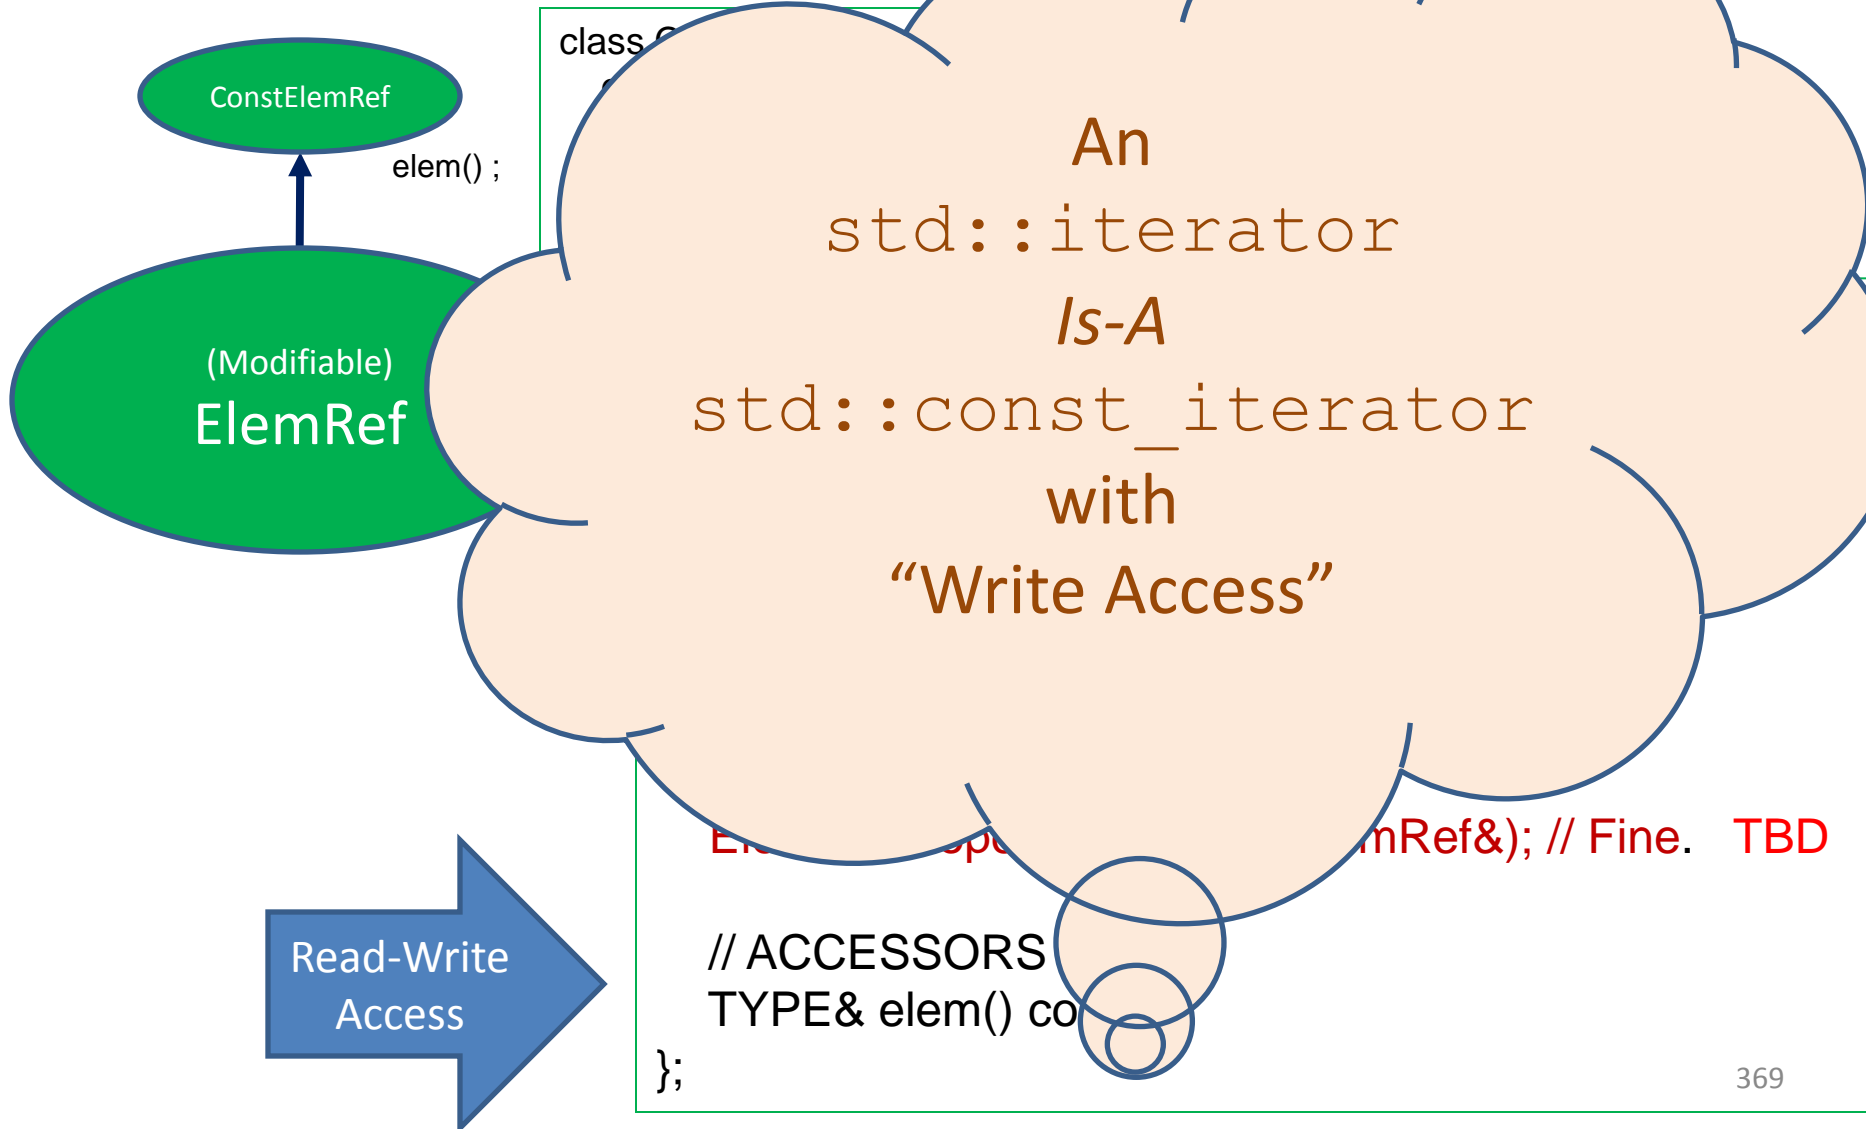 class
ConstElemRef
elem() ;
(Modifiable)
ElemRef
An
std::iterator
Is-A
std::const_iterator
with
“Write Access”
mRef&); // Fine. TBD
Read-Write
Access
// ACCESSORS
TYPE& elem() co
};
369